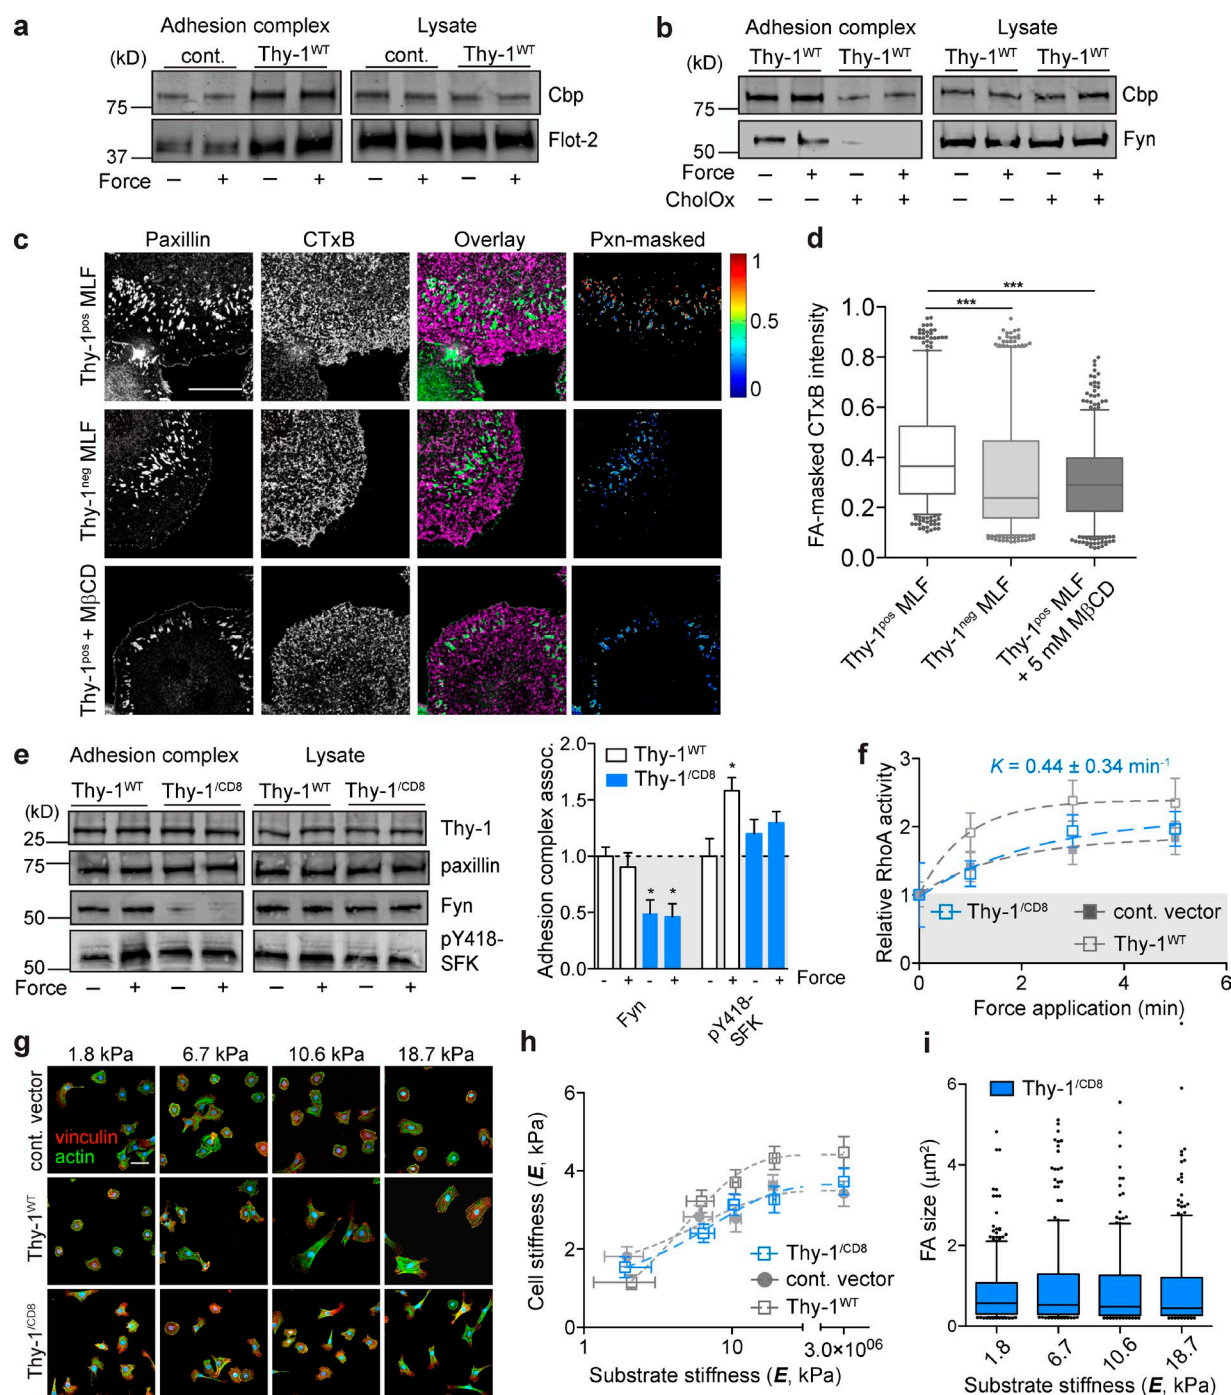 a
Adhesion complex
Lysate
cont.
Thy-1WT
cont.
Thy-1WT
(kD)
75
Cbp
37
Flot-2
Force
– + – + – + – +
b
Adhesion complex
Lysate
Thy-1WT
Thy-1WT
Thy-1WT
Thy-1WT
(kD)
75
Cbp
50
Fyn
Force
– + – + – + – +
CholOx
– – + + – – + +
c
Paxillin
CTxB
Overlay
Pxn-masked
Thy-1pos MLF
Thy-1neg MLF
Thy-1pos + MβCD
1
0.5
0
d
***
***
FA-masked CTxB intensity
1.0
0.8
0.6
0.4
0.2
0.0
Thy-1pos MLF
Thy-1neg MLF
Thy-1pos MLF
+ 5 mM MβCD
e
Adhesion complex
Lysate
Thy-1WT
Thy-1/CD8
Thy-1WT
Thy-1/CD8
(kD)
25
Thy-1
75
paxillin
50
Fyn
50
pY418-
SFK
Force
– + – + – + – +
Adhesion complex assoc.
2.0
1.5
1.0
0.5
0.0
Thy-1WT
Thy-1/CD8
*
*
*
- + - + - + - +
Force
Fyn
pY418-
SFK
f
Relative RhoA activity
3
2
1
0
K = 0.44 ± 0.34 min-1
Thy-1/CD8
cont. vector
Thy-1WT
0
2
4
6
Force application (min)
g
1.8 kPa
6.7 kPa
10.6 kPa
18.7 kPa
cont. vector
vinculin
actin
Thy-1WT
Thy-1/CD8
h
Cell stiffness (E, kPa)
6
4
2
0
Thy-1/CD8
cont. vector
Thy-1WT
1
10
3.0×1006
Substrate stiffness (E, kPa)
i
Thy-1/CD8
FA size (µm2)
6
4
2
0
1.8
6.7
10.6
18.7
Substrate stiffness (E, kPa)